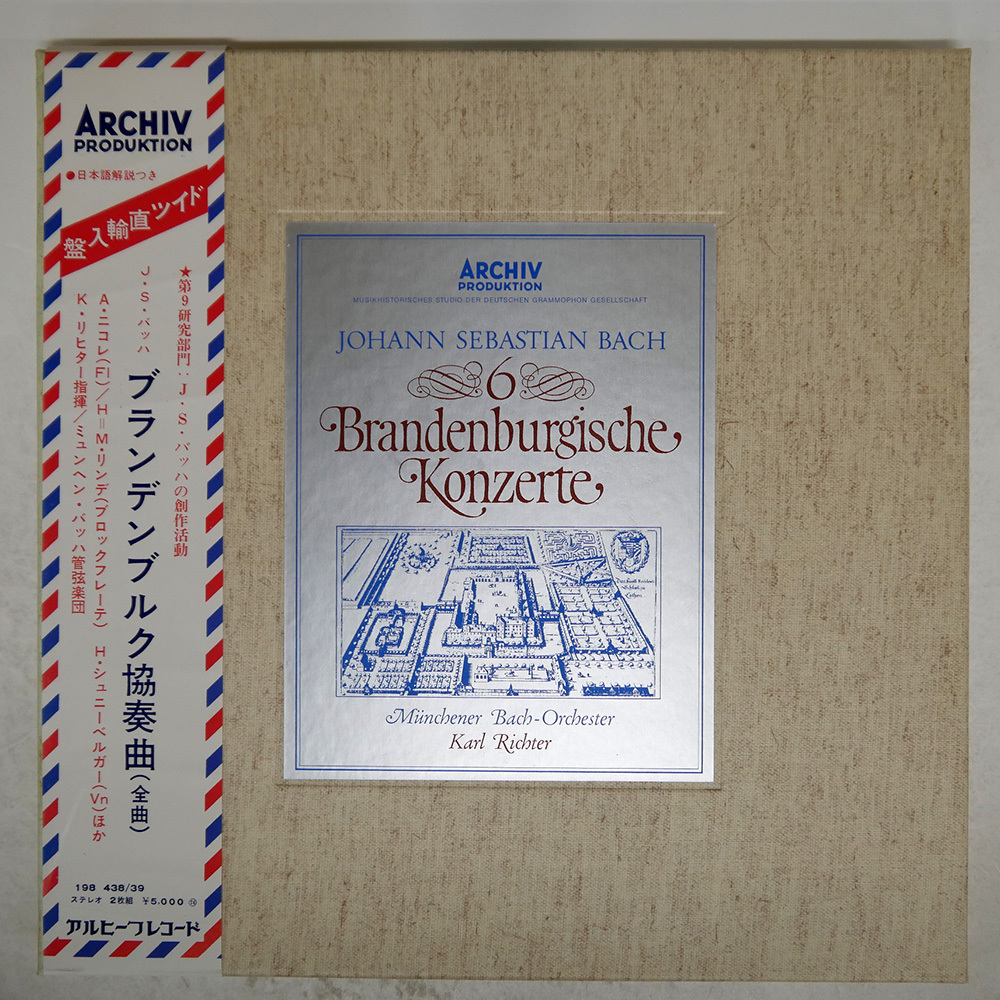 ARCHIV
PRODUKTION
●日本語解説つき
盤入輸直ツイド
★第9研究部門:J・S・バッハの創作活動
J・S・バッハ
ブランデンブルク協奏曲(全曲)
A・ニコレ(Fl)/H=M・リンデ(ブロックフレーテ) H・シュニーベルガー(Vn)ほか
K・リヒター指揮/ミュンヘン・バッハ管弦楽団
198 438/39
ステレオ 2枚組 ¥5.000
アルヒーフレコード
ARCHIV
PRODUKTION
MUSIKHISTORISCHES STUDIO DER DEUTSCHEN GRAMMOPHON GESELLSCHAFT
JOHANN SEBASTIAN BACH
6
Brandenburgische
Konzerte
Münchener Bach-Orchester
Karl Richter